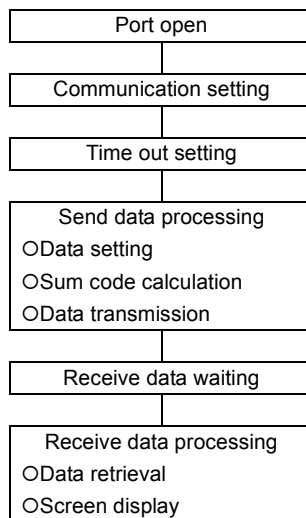 Port open
Communication setting
Time out setting
Send data processing
○Data setting
○Sum code calculation
○Data transmission
Receive data waiting
Receive data processing
○Data retrieval
○Screen display